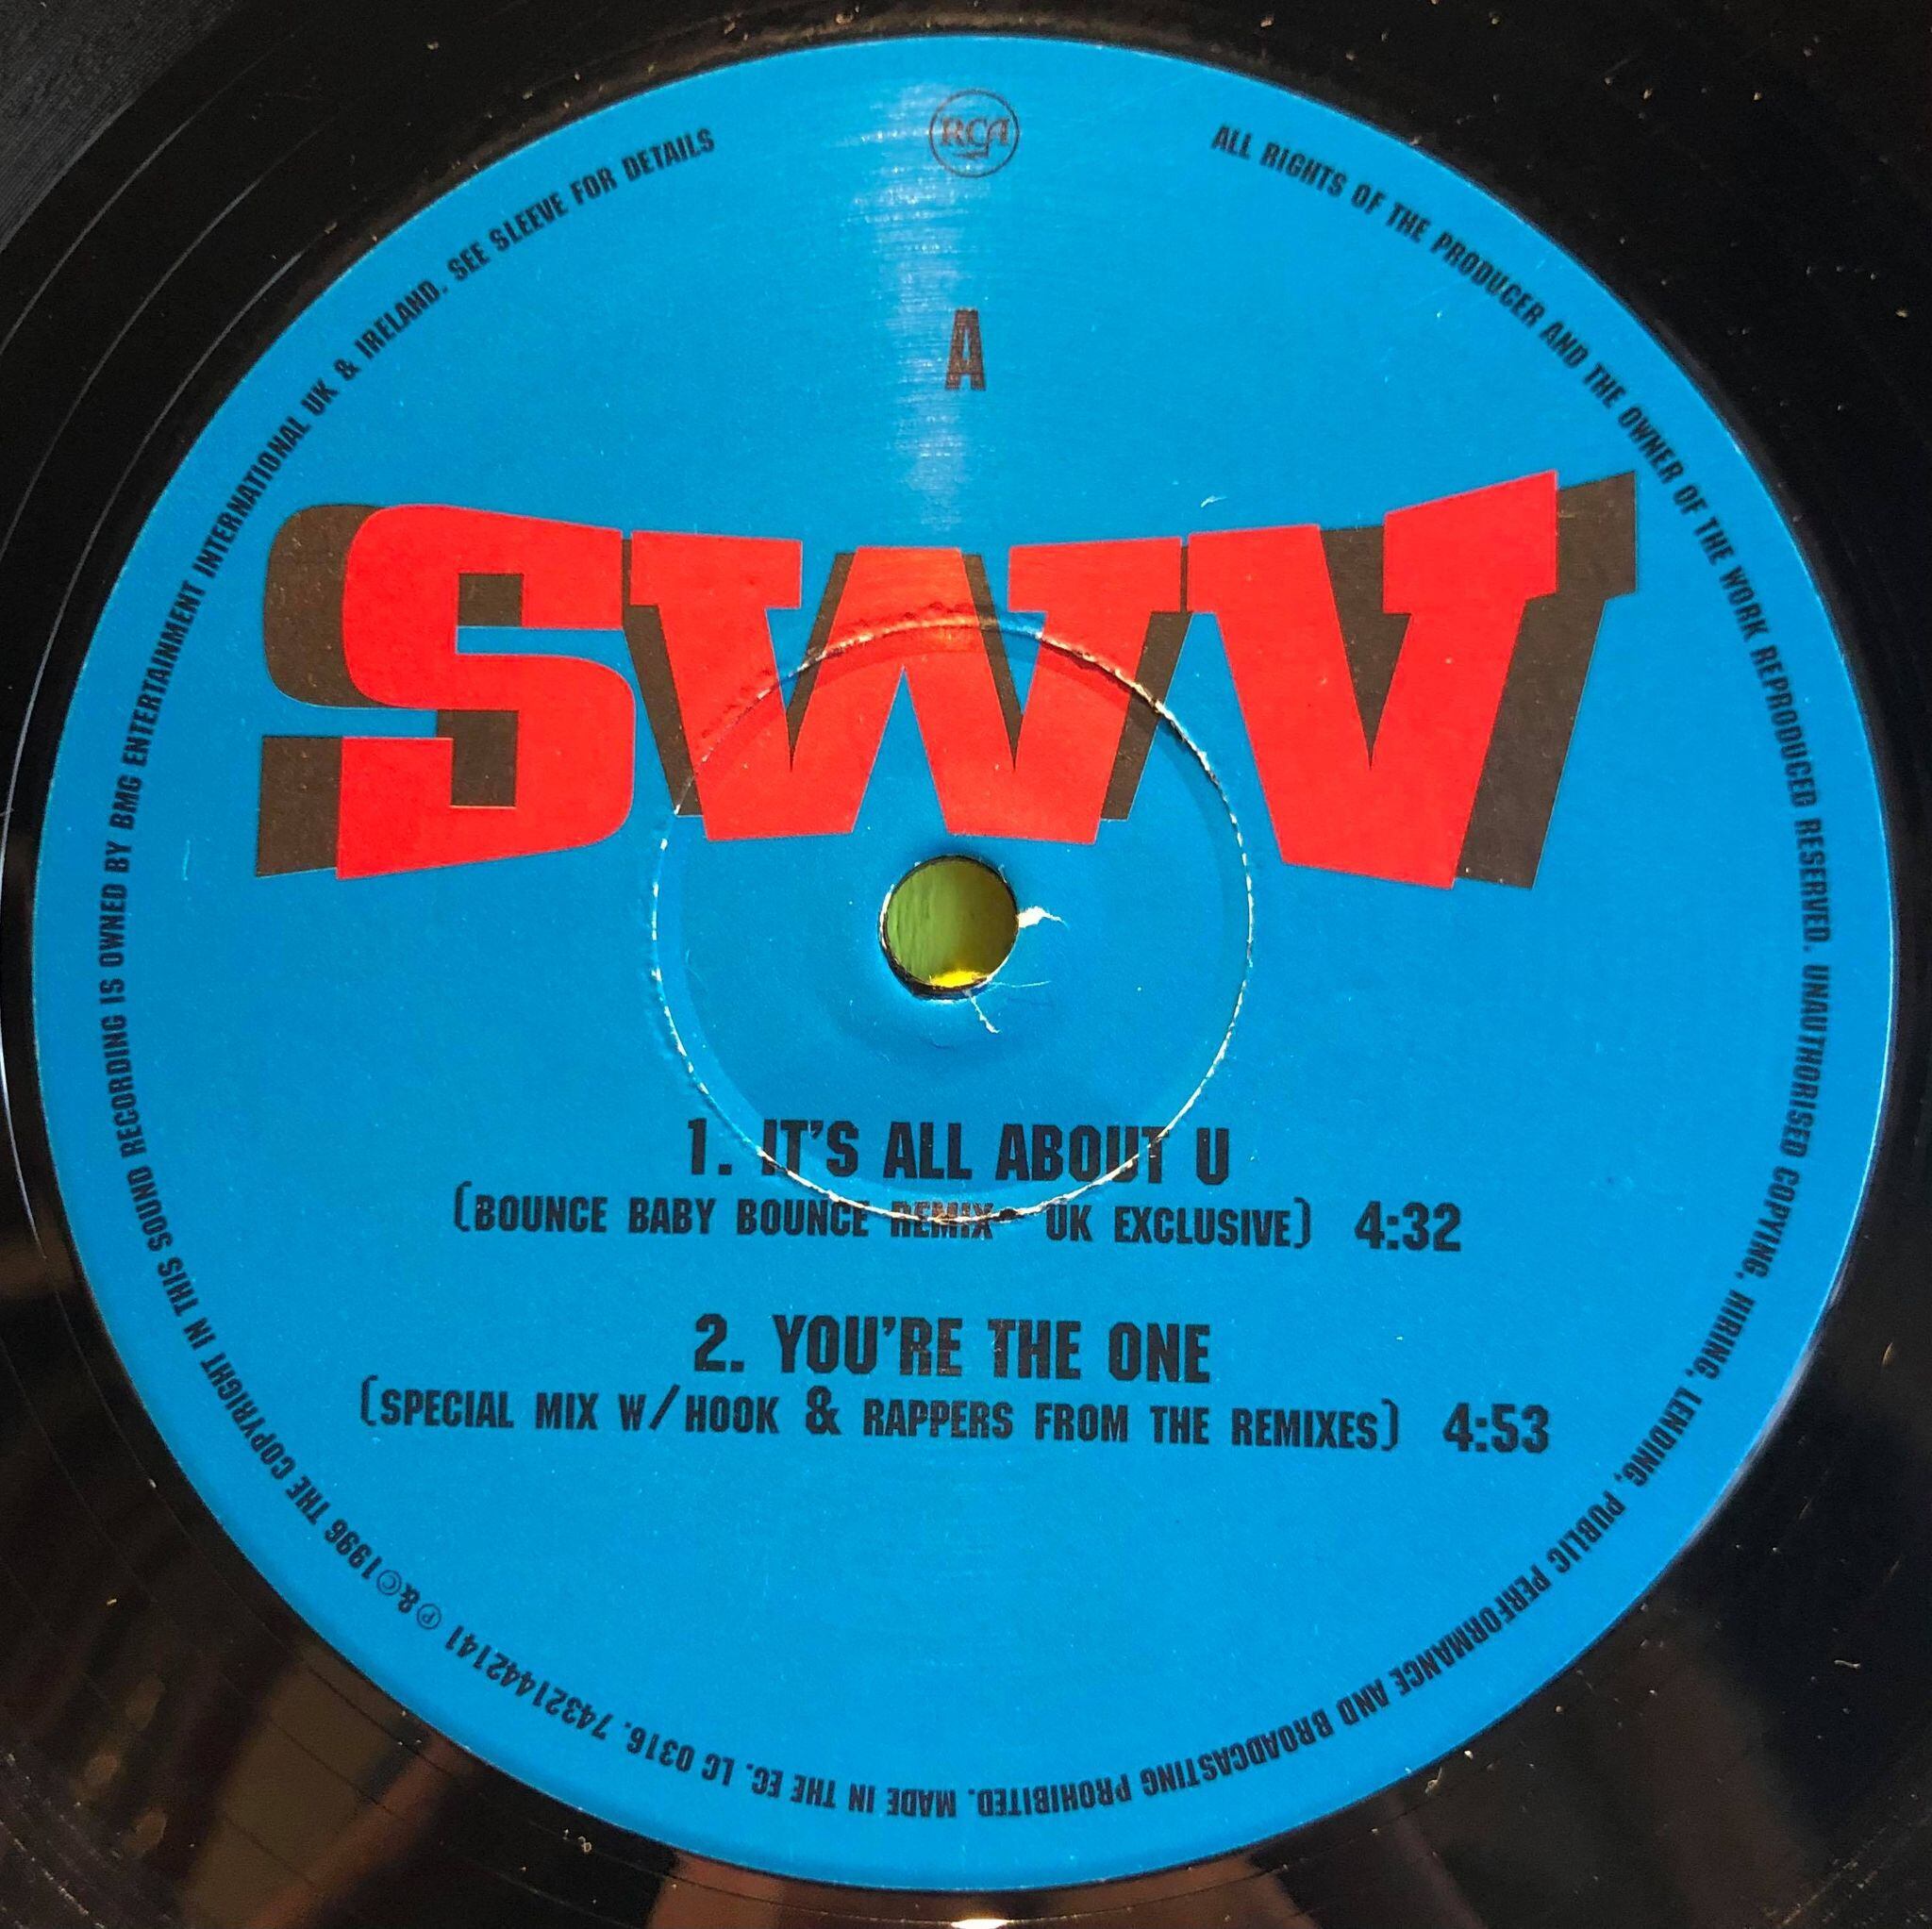 RCA
A
SWV
1. IT'S ALL ABOUT U
(BOUNCE BABY BOUNCE REMIX - UK EXCLUSIVE) 4:32
2. YOU'RE THE ONE
(SPECIAL MIX W/HOOK & RAPPERS FROM THE REMIXES) 4:53
ALL RIGHTS OF THE PRODUCER AND THE OWNER OF THE WORK REPRODUCED RESERVED. UNAUTHORISED COPYING, HIRING, LENDING, PUBLIC PERFORMANCE AND BROADCASTING PROHIBITED. MADE IN THE EC. LC 0316. 74321442141 ℗&©1996 THE COPYRIGHT IN THIS SOUND RECORDING IS OWNED BY BMG ENTERTAINMENT INTERNATIONAL UK & IRELAND. SEE SLEEVE FOR DETAILS